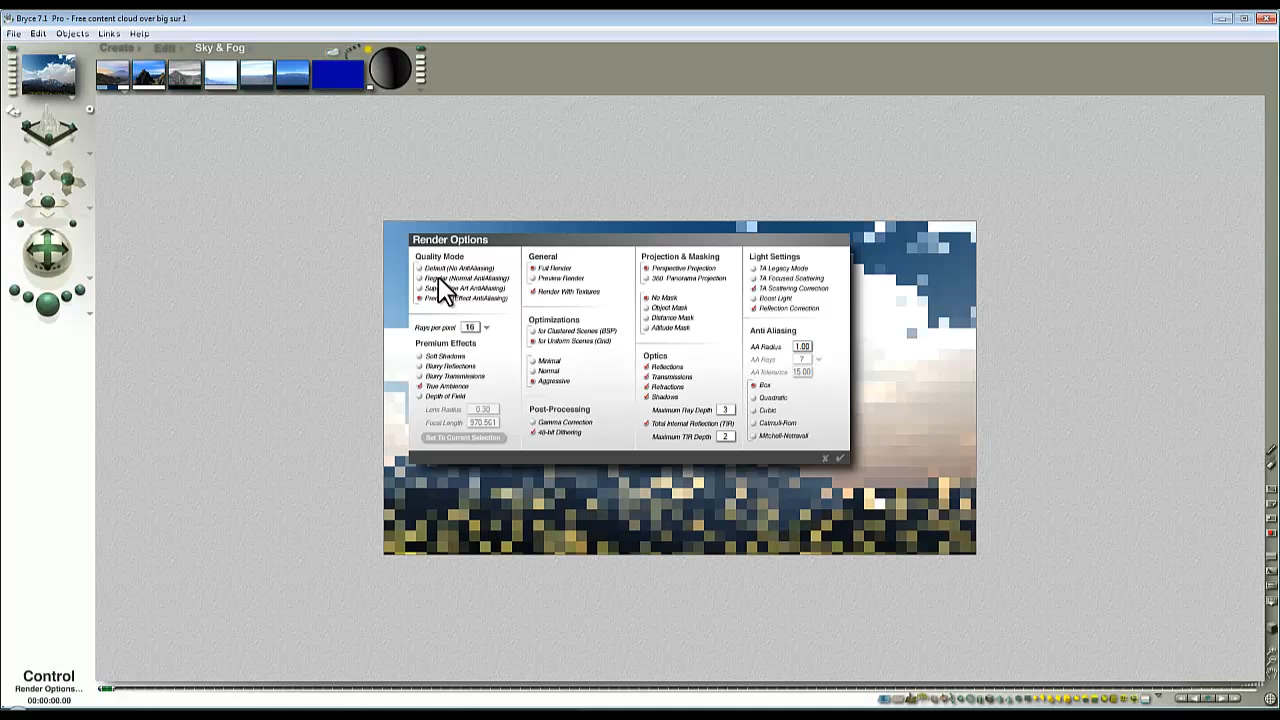 Bryce 7.1 Pro - Free content cloud over big sur 1
File Edit Objects Links Help
Create Edit Sky & Fog
Render Options
Quality Mode
Default (No AntiAliasing)
(Normal AntiAliasing)
Art AntiAliasing)
Effect AntiAliasing)
Rays per pixel 16
Premium Effects
Soft Shadows
Blurry Reflections
Blurry Transmissions
True Ambience
Depth of Field
Lens Radius 0.30
Focal Length 970.561
Set To Current Selection
General
Full Render
Preview Render
Render With Textures
Optimizations
for Clustered Scenes (BSP)
for Uniform Scenes (Grid)
Minimal
Normal
Aggressive
Post-Processing
Gamma Correction
48-bit Dithering
Projection & Masking
Perspective Projection
360 Panorama Projection
No Mask
Object Mask
Distance Mask
Altitude Mask
Optics
Reflections
Transmissions
Refractions
Shadows
Maximum Ray Depth 3
Total Internal Reflection (TIR)
Maximum TIR Depth 2
Light Settings
TA Legacy Mode
TA Focused Scattering
TA Scattering Correction
Boost Light
Reflection Correction
Anti Aliasing
AA Radius 1.00
AA Rays 7
AA Tolerance 15.00
Box
Quadratic
Cubic
Catmull-Rom
Mitchell-Netravali
Control
Render Options...
00:00:00.00